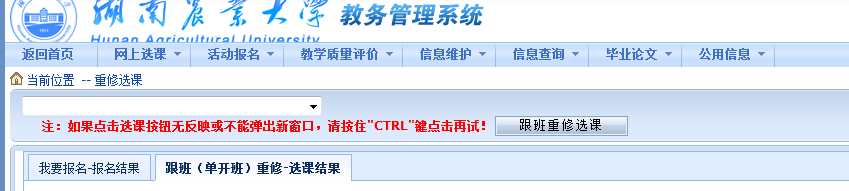 湖南农业大学 教务管理系统
Hunan Agricultural University
返回首页 网上选课 活动报名 教学质量评价 信息维护 信息查询 毕业论文 公用信息
当前位置 -- 重修选课
注：如果点击选课按钮无反映或不能弹出新窗口，请按住"CTRL"键点击再试！ 跟班重修选课
我要报名-报名结果 跟班（单开班）重修-选课结果